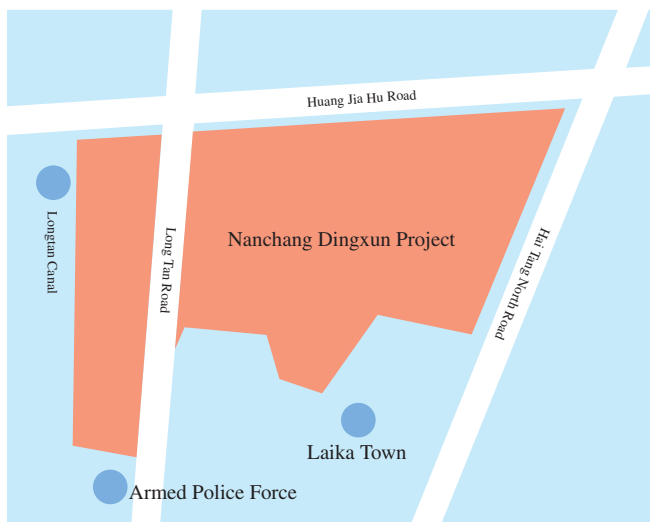 Huang Jia Hu Road
Longtan Canal
Long Tan Road
Nanchang Dingxun Project
Hai Tang North Road
Laika Town
Armed Police Force